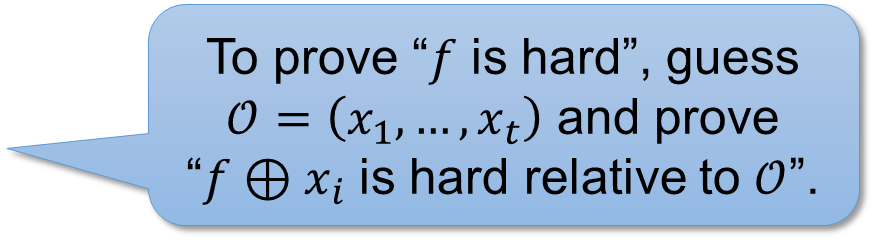 To prove “𝑓 is hard”, guess
𝒪 = (𝑥₁, …, 𝑥ₜ) and prove
“𝑓 ⊕ 𝑥ᵢ is hard relative to 𝒪”.